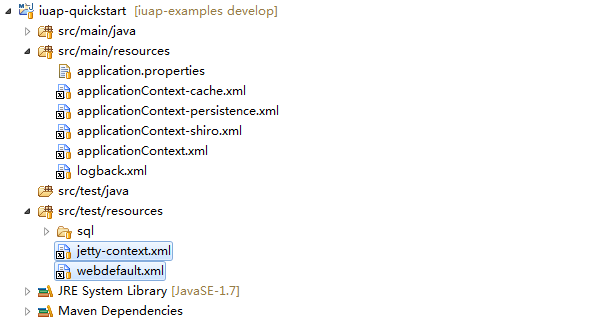 iuap-quickstart [iuap-examples develop]
src/main/java
src/main/resources
application.properties
applicationContext-cache.xml
applicationContext-persistence.xml
applicationContext-shiro.xml
applicationContext.xml
logback.xml
src/test/java
src/test/resources
sql
jetty-context.xml
webdefault.xml
JRE System Library [JavaSE-1.7]
Maven Dependencies